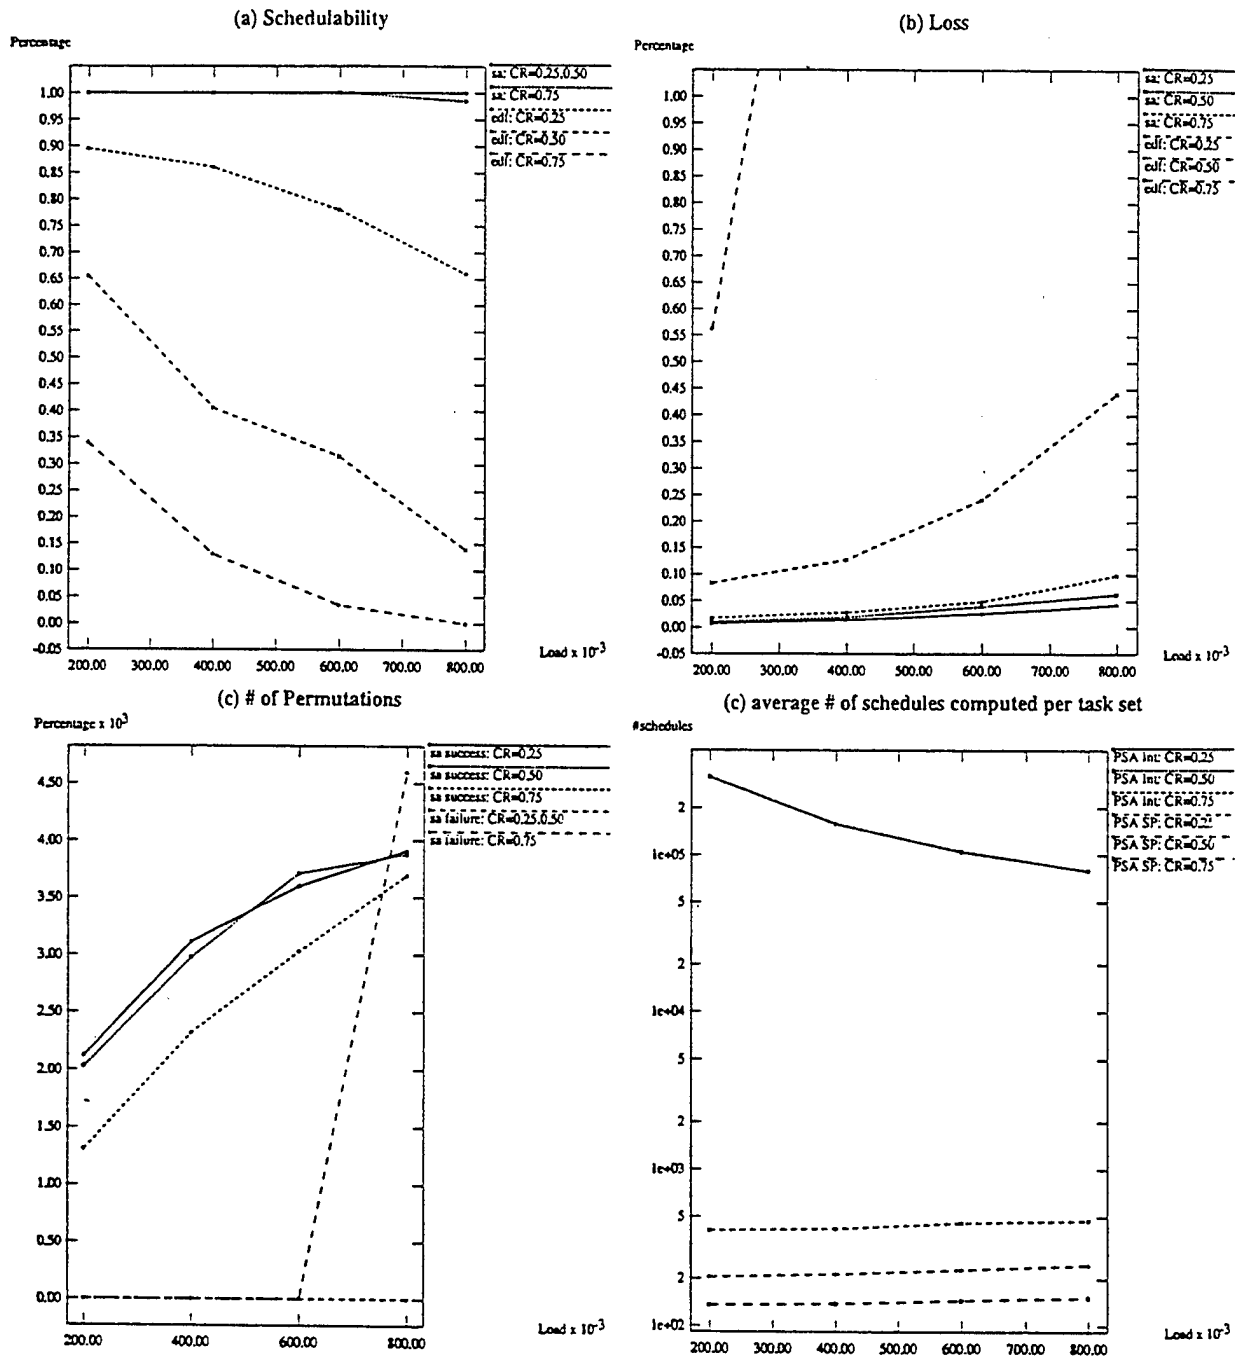 (a) Schedulability
Percentage
sa: CR=0.25,0.50
sa: CR=0.75
edf: CR=0.25
edf: CR=0.50
edf: CR=0.75
1.00
0.95
0.90
0.85
0.80
0.75
0.70
0.65
0.60
0.55
0.50
0.45
0.40
0.35
0.30
0.25
0.20
0.15
0.10
0.05
0.00
-0.05
200.00 300.00 400.00 500.00 600.00 700.00 800.00
Load x 10-3
(b) Loss
Percentage
sa: CR=0.25
sa: CR=0.50
sa: CR=0.75
edf: CR=0.25
edf: CR=0.50
edf: CR=0.75
1.00
0.95
0.90
0.85
0.80
0.75
0.70
0.65
0.60
0.55
0.50
0.45
0.40
0.35
0.30
0.25
0.20
0.15
0.10
0.05
0.00
-0.05
200.00 300.00 400.00 500.00 600.00 700.00 800.00
Load x 10-3
(c) # of Permutations
Percentage x 103
sa success: CR=0.25
sa success: CR=0.50
sa success: CR=0.75
sa failure: CR=0.25,0.50
sa failure: CR=0.75
4.50
4.00
3.50
3.00
2.50
2.00
1.50
1.00
0.50
0.00
200.00 400.00 600.00 800.00
Load x 10-3
(c) average # of schedules computed per task set
#schedules
PSA Int: CR=0.25
PSA Int: CR=0.50
PSA Int: CR=0.75
PSA SP: CR=0.25
PSA SP: CR=0.50
PSA SP: CR=0.75
2
1e+05
5
2
1e+04
5
2
1e+03
5
2
1e+02
200.00 300.00 400.00 500.00 600.00 700.00 800.00
Load x 10-3